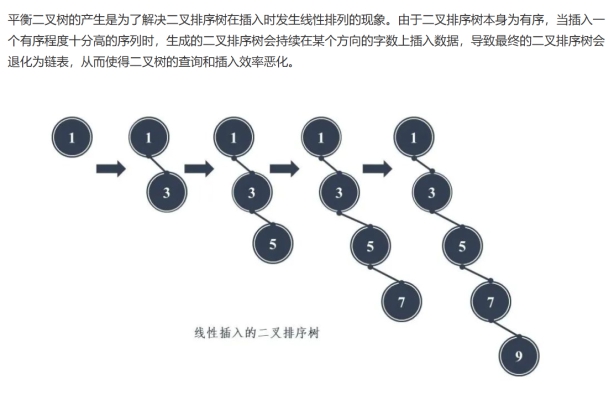 平衡二叉树的产生是为了解决二叉排序树在插入时发生线性排列的现象。由于二叉排序树本身为有序，当插入一
个有序程度十分高的序列时，生成的二叉排序树会持续在某个方向的字数上插入数据，导致最终的二叉排序树会
退化为链表，从而使得二叉树的查询和插入效率恶化。
1 1 1 1 1
3 3 3 3
5 5 5
7 7
9
线性插入的二叉排序树